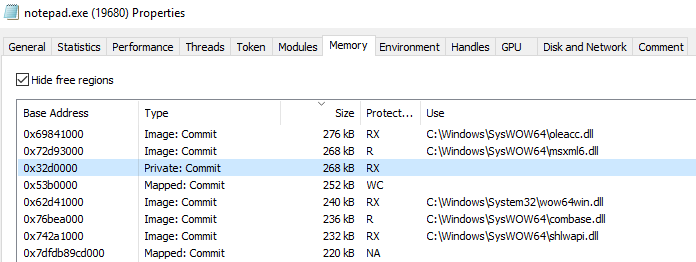 notepad.exe (19680) Properties
General Statistics Performance Threads Token Modules Memory Environment Handles GPU Disk and Network Comment
Hide free regions
Base Address Type Size Protect... Use
0x69841000 Image: Commit 276 kB RX C:\Windows\SysWOW64\oleacc.dll
0x72d93000 Image: Commit 268 kB R C:\Windows\SysWOW64\msxml6.dll
0x32d0000 Private: Commit 268 kB RX
0x53b0000 Mapped: Commit 252 kB WC
0x62d41000 Image: Commit 240 kB RX C:\Windows\System32\wow64win.dll
0x76bea000 Image: Commit 236 kB R C:\Windows\SysWOW64\combase.dll
0x742a1000 Image: Commit 232 kB RX C:\Windows\SysWOW64\shlwapi.dll
0x7dfdb89cd000 Mapped: Commit 220 kB NA